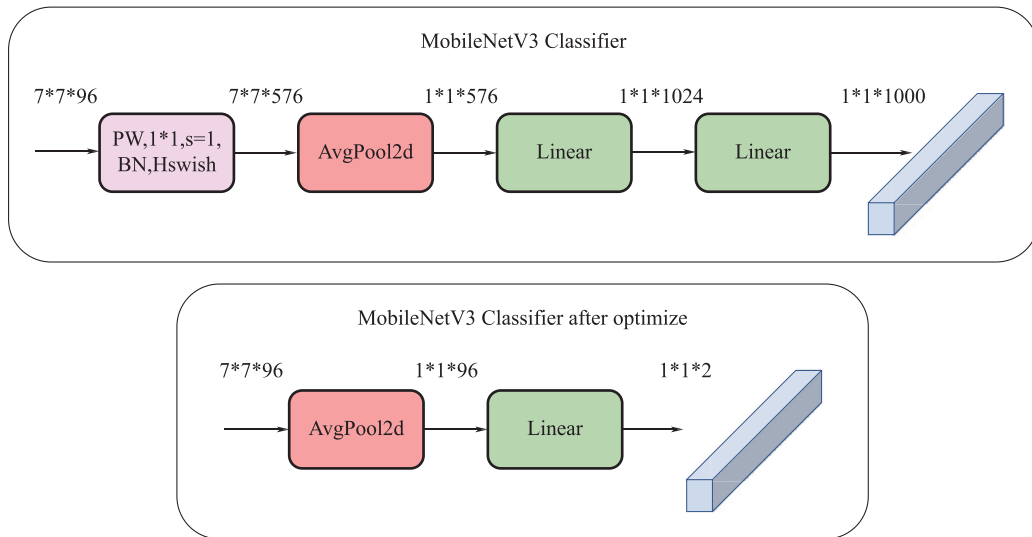 MobileNetV3 Classifier
7*7*96
7*7*576
1*1*576
1*1*1024
1*1*1000
PW,1*1,s=1,
BN,Hswish
AvgPool2d
Linear
Linear
MobileNetV3 Classifier after optimize
7*7*96
1*1*96
1*1*2
AvgPool2d
Linear